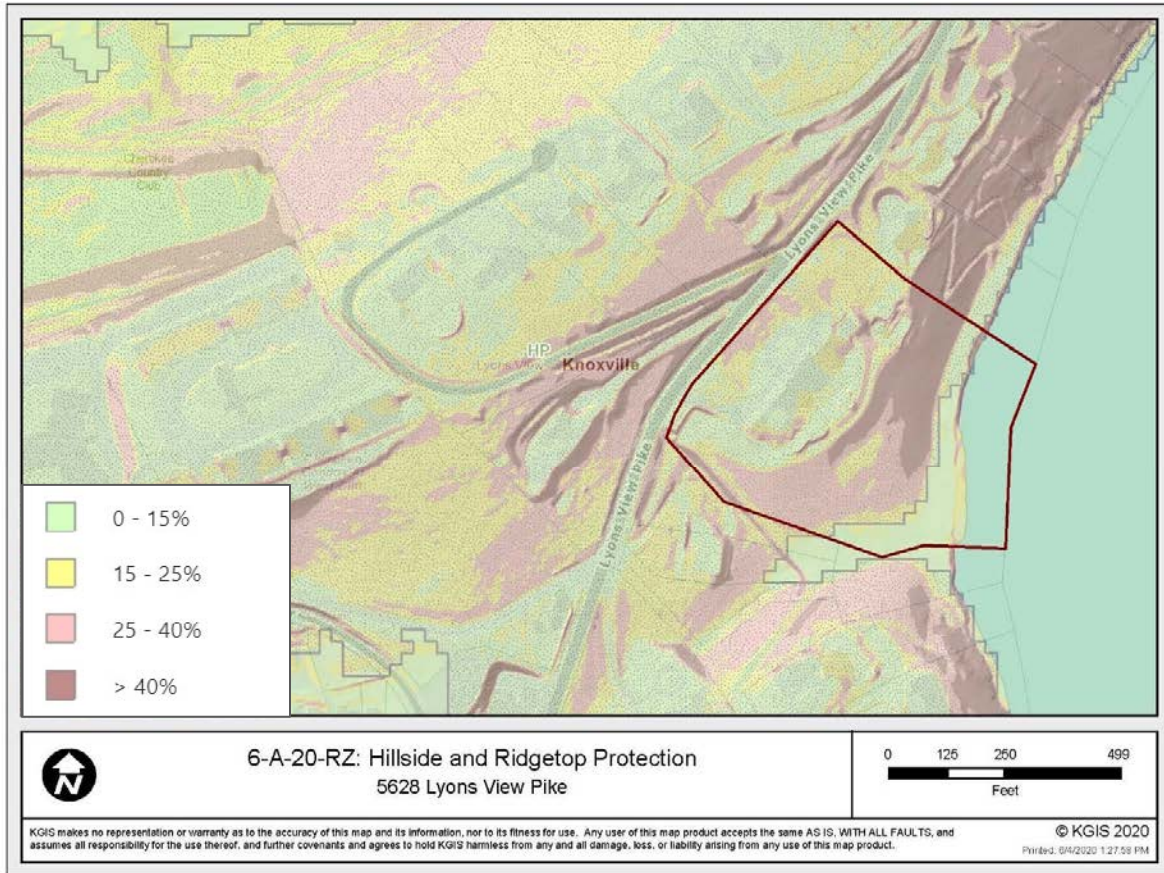 Cherokee
Country
Club
Lyons View Pike
HP
Lyons View
Knoxville
Lyons View Pike
0 - 15%
15 - 25%
25 - 40%
> 40%
N
6-A-20-RZ: Hillside and Ridgetop Protection
5628 Lyons View Pike
0 125 250 499
Feet
KGIS makes no representation or warranty as to the accuracy of this map and its information, nor to its fitness for use. Any user of this map product accepts the same AS IS, WITH ALL FAULTS, and
assumes all responsibility for the use thereof, and further covenants and agrees to hold KGIS harmless from any and all damage, loss, or liability arising from any use of this map product.
© KGIS 2020
Printed: 6/4/2020 1:27:58 PM